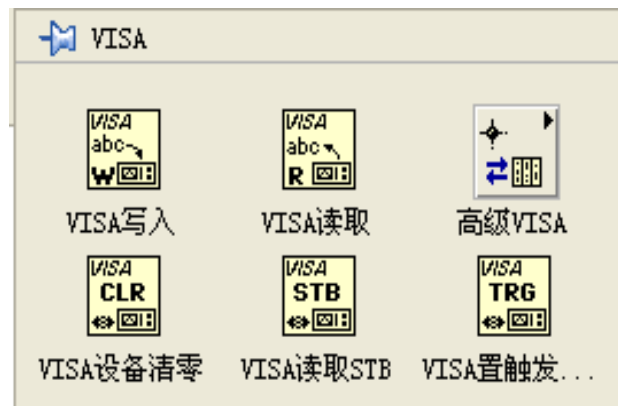 VISA
VISA
abc
W
VISA
abc
R
VISA写入
VISA读取
高级VISA
VISA
CLR
VISA
STB
VISA
TRG
VISA设备清零
VISA读取STB
VISA置触发...